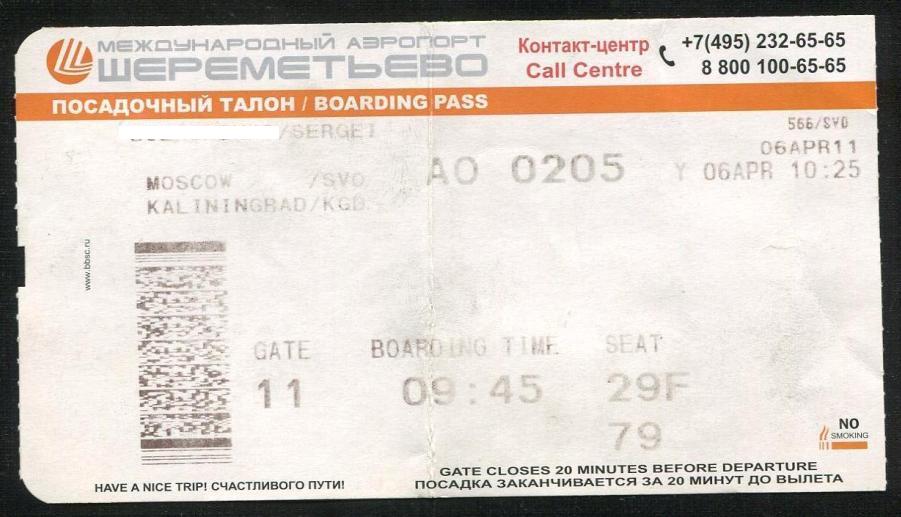 МЕЖДУНАРОДНЫЙ АЭРОПОРТ
ШЕРЕМЕТЬЕВО
Контакт-центр
Call Centre
+7(495) 232-65-65
8 800 100-65-65
ПОСАДОЧНЫЙ ТАЛОН / BOARDING PASS
/SERGEI
566/SVO
06APR11
AO 0205 Y 06APR 10:25
MOSCOW /SVO
KALININGRAD/KGD
www.bbsc.ru
GATE BOARDING TIME SEAT
11 09:45 29F
79
NO
SMOKING
GATE CLOSES 20 MINUTES BEFORE DEPARTURE
HAVE A NICE TRIP! СЧАСТЛИВОГО ПУТИ!
ПОСАДКА ЗАКАНЧИВАЕТСЯ ЗА 20 МИНУТ ДО ВЫЛЕТА